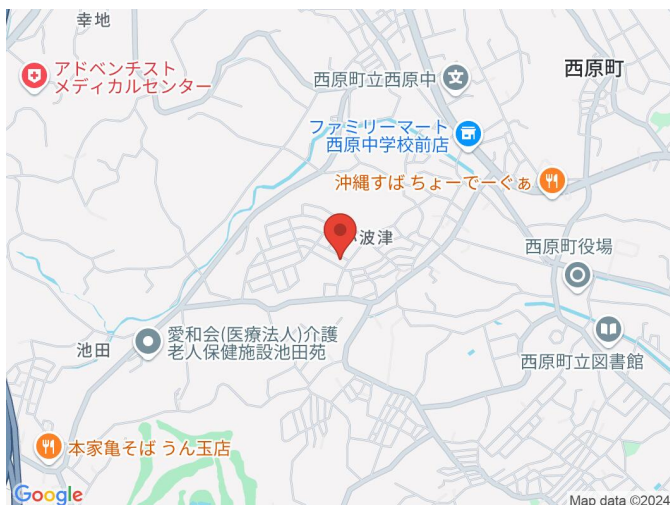 幸地
アドベンチスト
メディカルセンター
西原町立西原中
西原町
ファミリーマート
西原中学校前店
沖縄すば ちょーでーぐぁ
波津
西原町役場
愛和会(医療法人)介護
老人保健施設池田苑
池田
西原町立図書館
本家亀そば うん玉店
Google
Map data ©2024